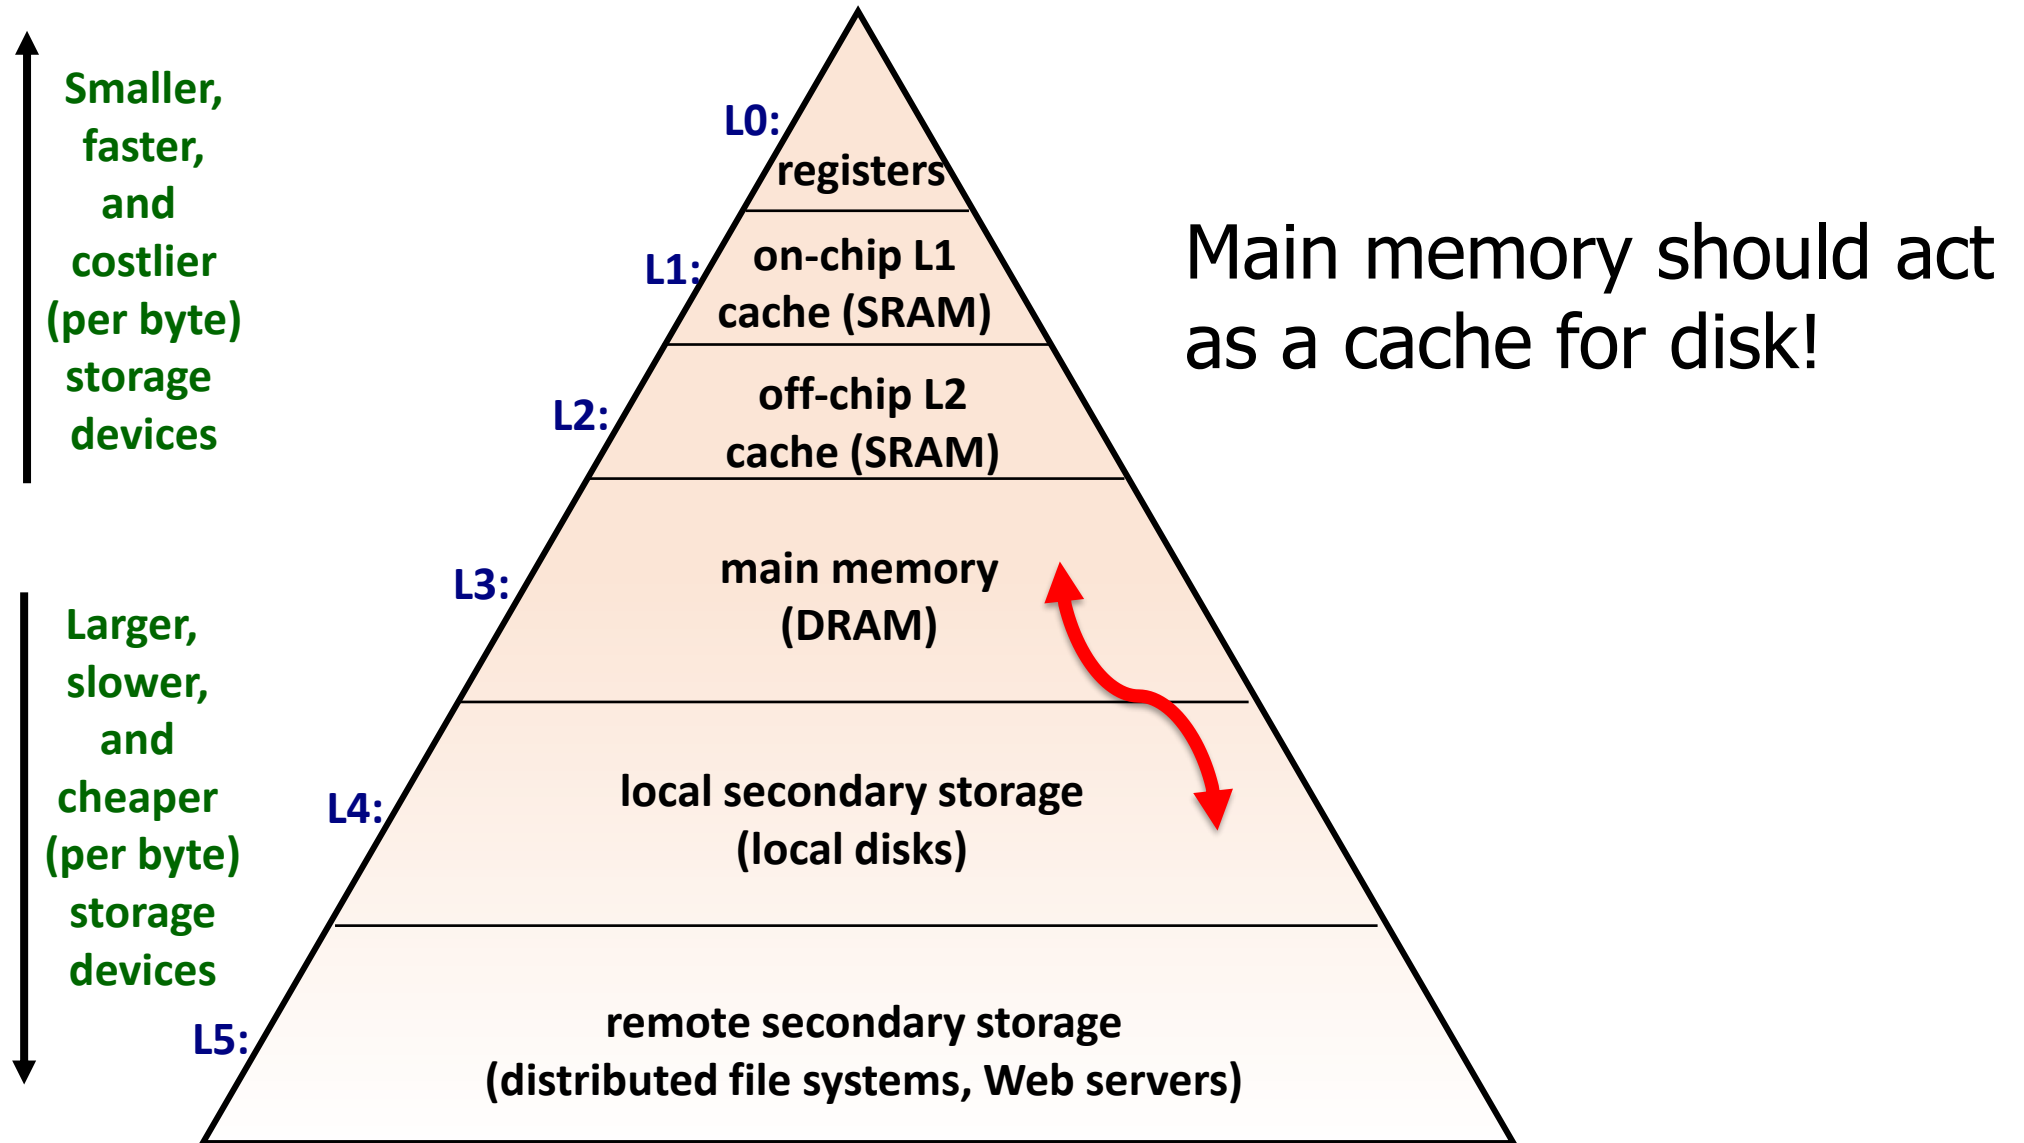 Smaller,
faster,
and
costlier
(per byte)
storage
devices
Larger,
slower,
and
cheaper
(per byte)
storage
devices
L0:
registers
L1:
on-chip L1
cache (SRAM)
L2:
off-chip L2
cache (SRAM)
L3:
main memory
(DRAM)
L4:
local secondary storage
(local disks)
L5:
remote secondary storage
(distributed file systems, Web servers)
Main memory should act
as a cache for disk!